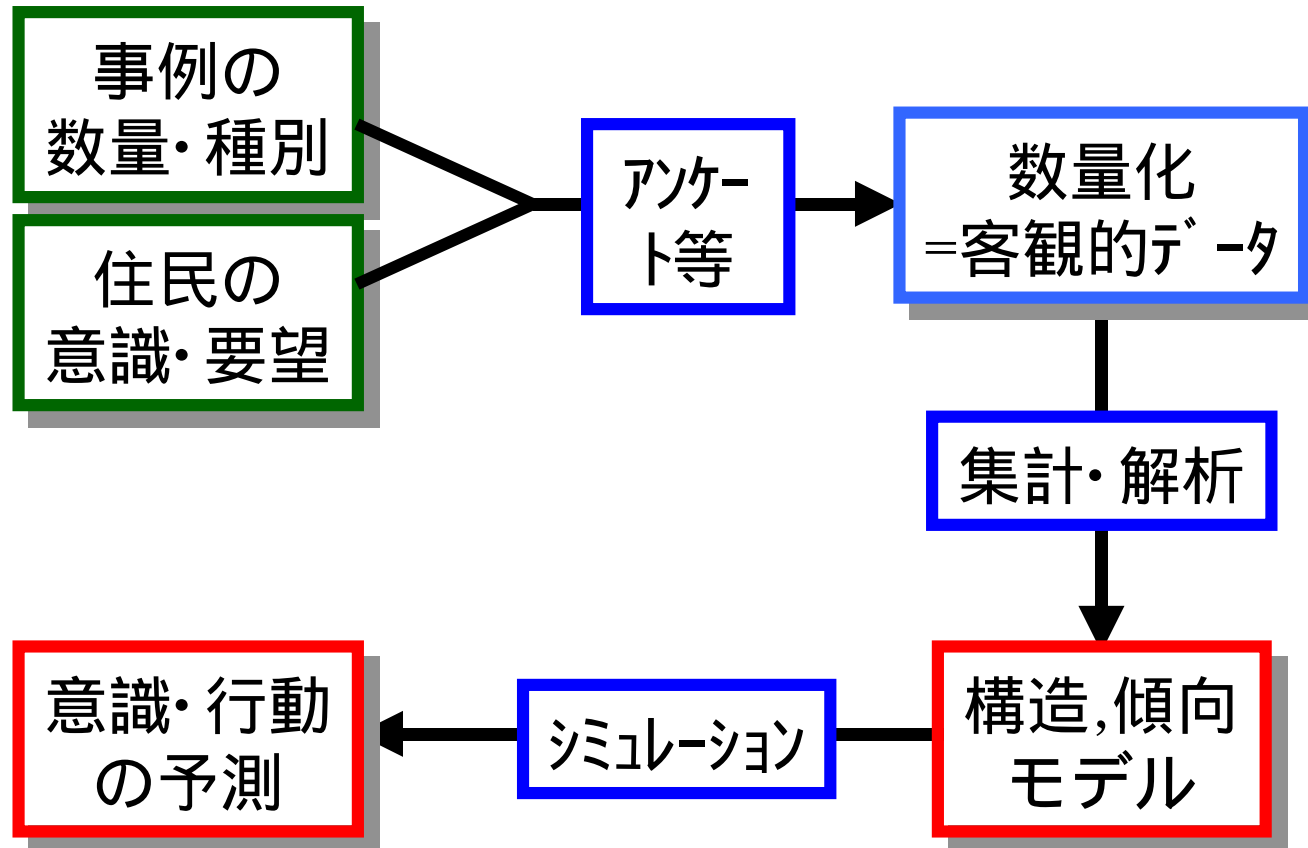 事例の
数量・種別
住民の
意識・要望
ｱﾝｹｰ
ﾄ等
数量化
=客観的ﾃﾞｰﾀ
集計・解析
構造,傾向
モデル
ｼﾐｭﾚｰｼｮﾝ
意識・行動
の予測